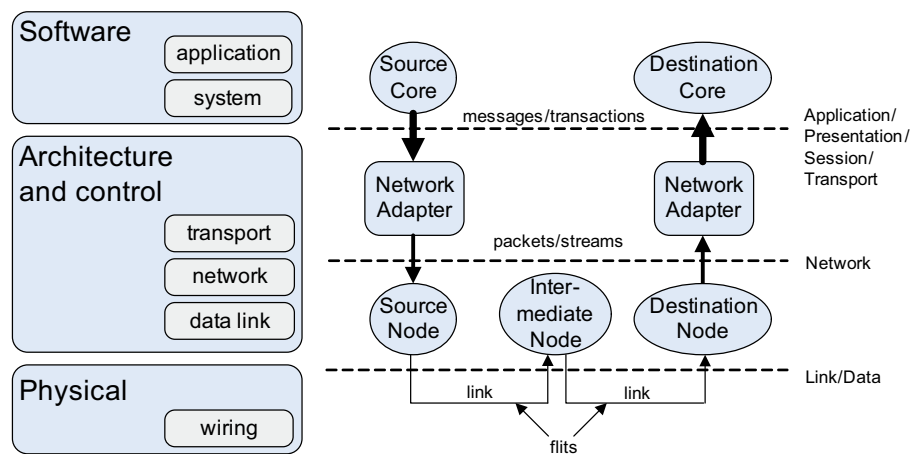 Software
application
system
Architecture
and control
transport
network
data link
Physical
wiring
Source
Core
Destination
Core
messages/transactions
Application/
Presentation/
Session/
Transport
Network
Adapter
Network
Adapter
packets/streams
Network
Source
Node
Inter-
mediate
Node
Destination
Node
Link/Data
link
link
flits